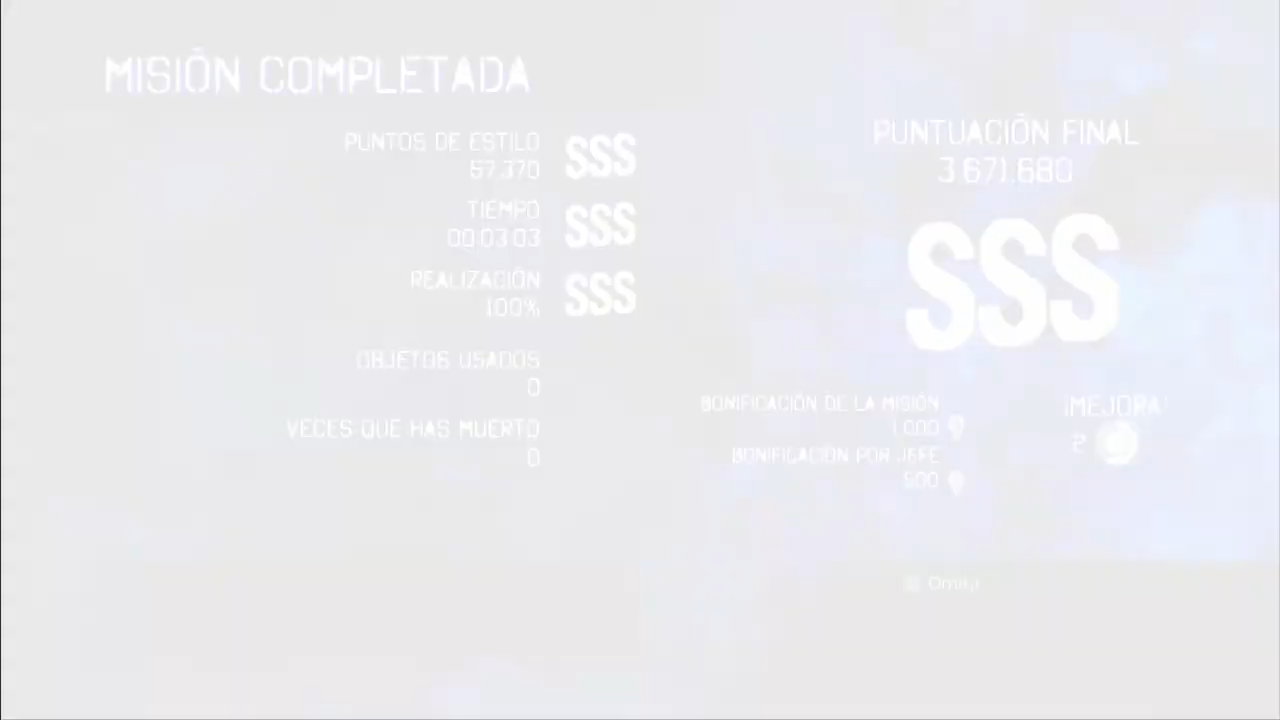 MISIÓN COMPLETADA
PUNTOS DE ESTILO
57.370
SSS
TIEMPO
00:03:03
SSS
REALIZACIÓN
100%
SSS
OBJETOS USADOS
0
VECES QUE HAS MUERTO
0
PUNTUACIÓN FINAL
3.671.680
SSS
BONIFICACIÓN DE LA MISIÓN
1.000
BONIFICACIÓN POR JEFE
500
¡MEJORA!
2
Omitir